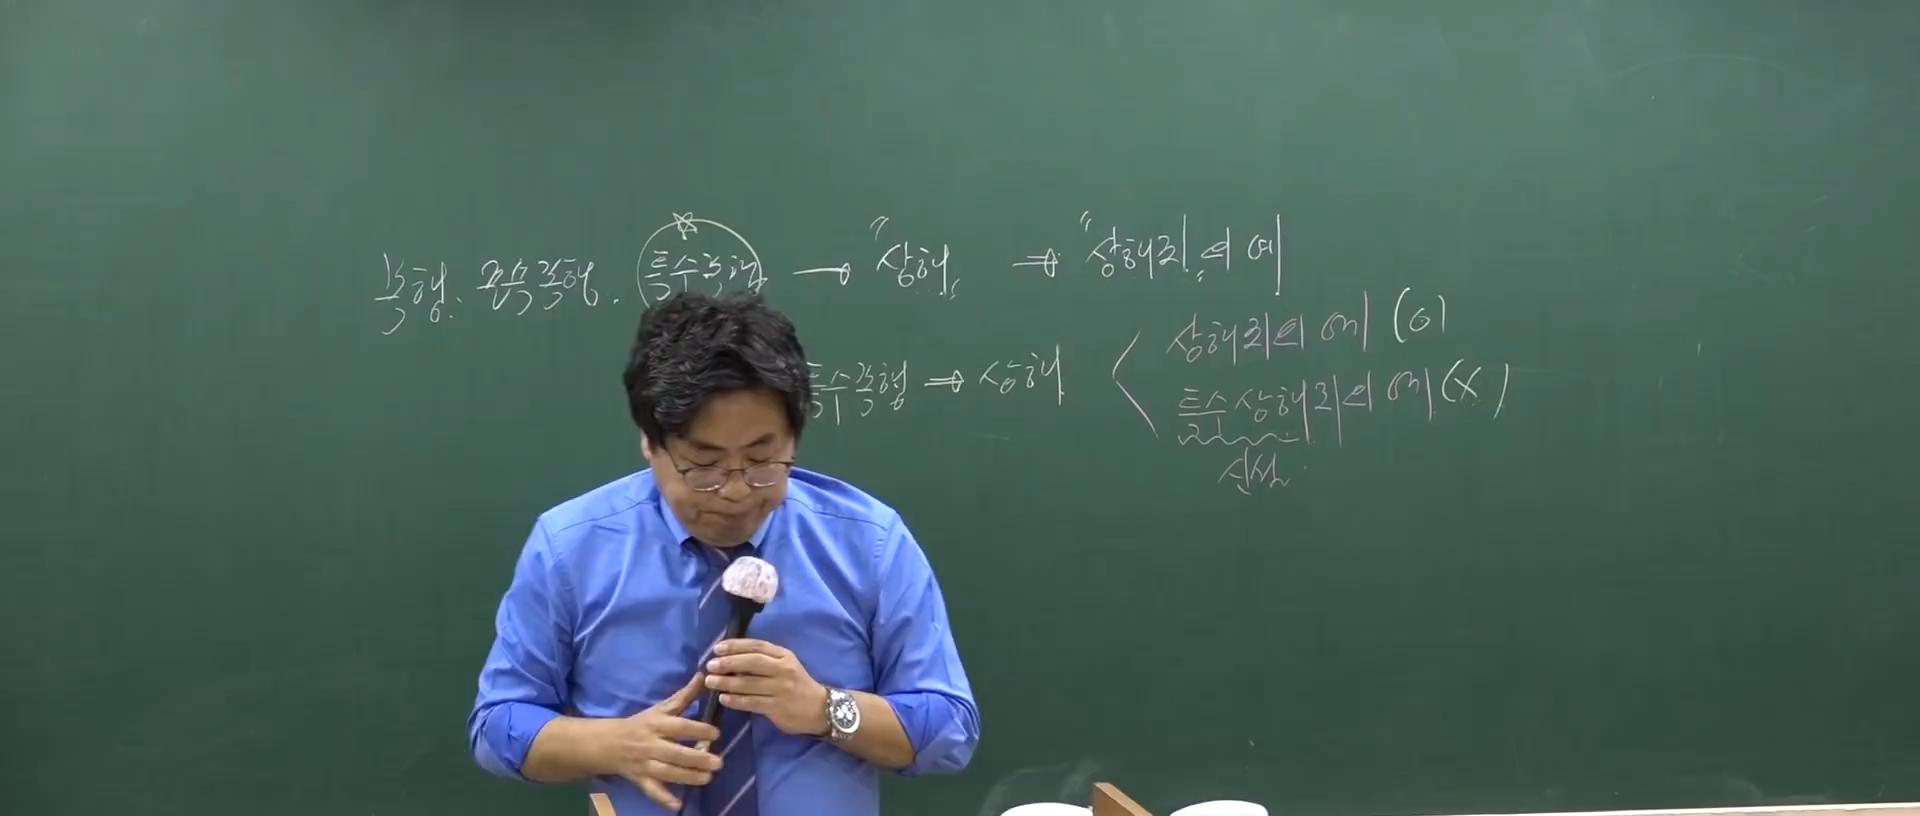 폭행. 존속폭행. 특수폭행 → "상해" ⇒ "상해죄"의 예
특수폭행 ⇒ 상해
상해죄의 예 (O)
특수상해죄의 예 (X)
신설.